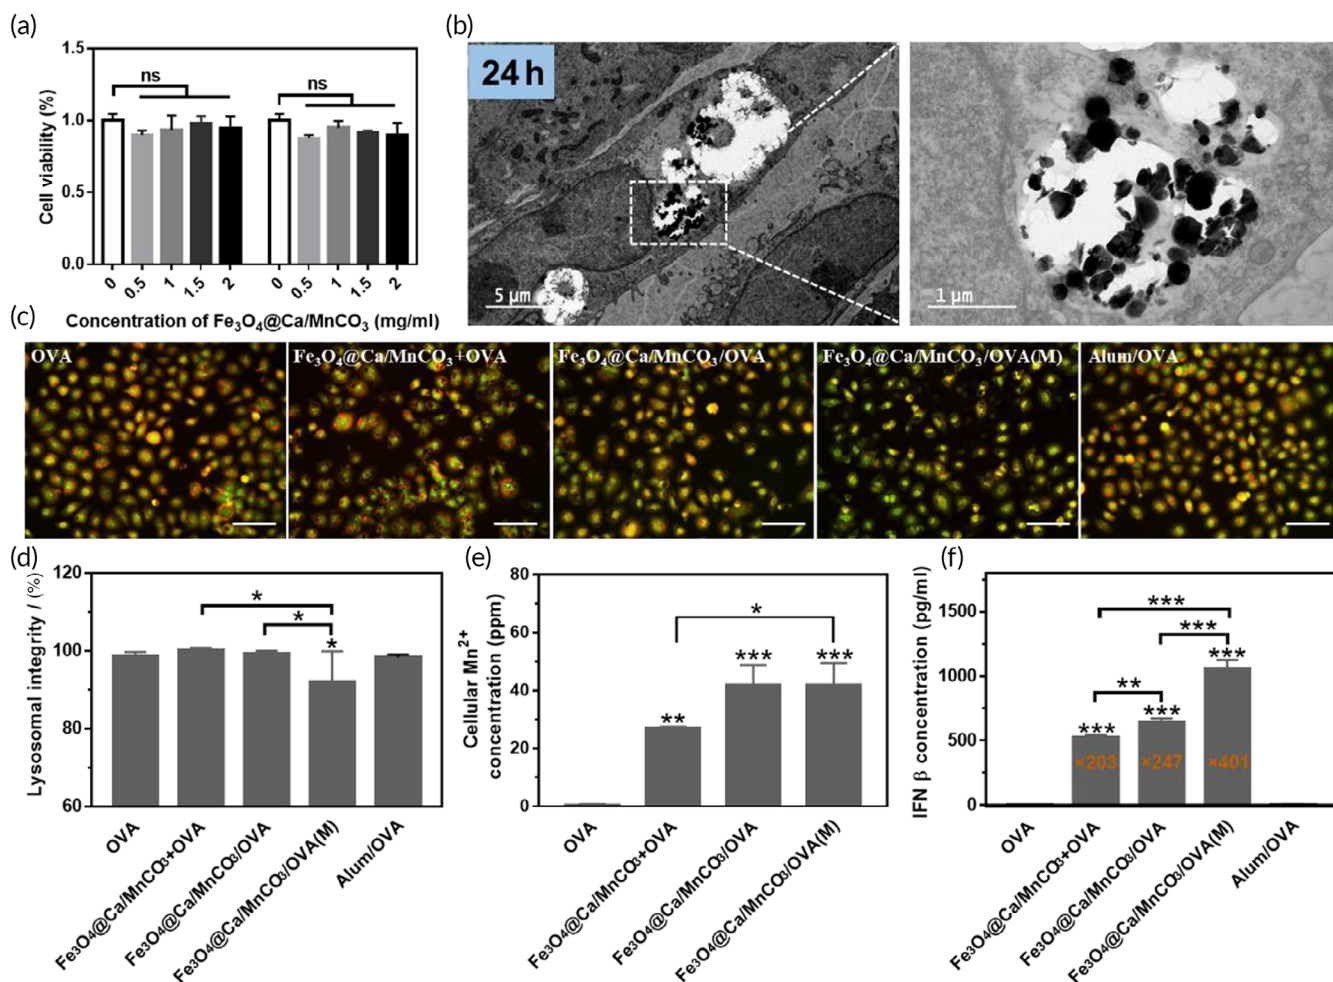 (a)
1.5
1.0
0.5
0.0
Cell viability (%)
ns
ns
0 0.5 1 1.5 2 0 0.5 1 1.5 2
Concentration of Fe₃O₄@Ca/MnCO₃ (mg/ml)
(b)
24 h
5 μm
1 μm
(c)
OVA
Fe₃O₄@Ca/MnCO₃+OVA
Fe₃O₄@Ca/MnCO₃/OVA
Fe₃O₄@Ca/MnCO₃/OVA(M)
Alum/OVA
(d)
120
100
80
60
Lysosomal integrity / (%)
*
*
*
OVA
Fe₃O₄@Ca/MnCO₃+OVA
Fe₃O₄@Ca/MnCO₃/OVA
Fe₃O₄@Ca/MnCO₃/OVA(M)
Alum/OVA
(e)
80
60
40
20
0
Cellular Mn²⁺
concentration (ppm)
*
** *** ***
OVA
Fe₃O₄@Ca/MnCO₃+OVA
Fe₃O₄@Ca/MnCO₃/OVA
Fe₃O₄@Ca/MnCO₃/OVA(M)
(f)
1500
1000
500
0
IFN β concentration (pg/ml)
***
***
**
*** *** ***
×203 ×247 ×401
OVA
Fe₃O₄@Ca/MnCO₃+OVA
Fe₃O₄@Ca/MnCO₃/OVA
Fe₃O₄@Ca/MnCO₃/OVA(M)
Alum/OVA